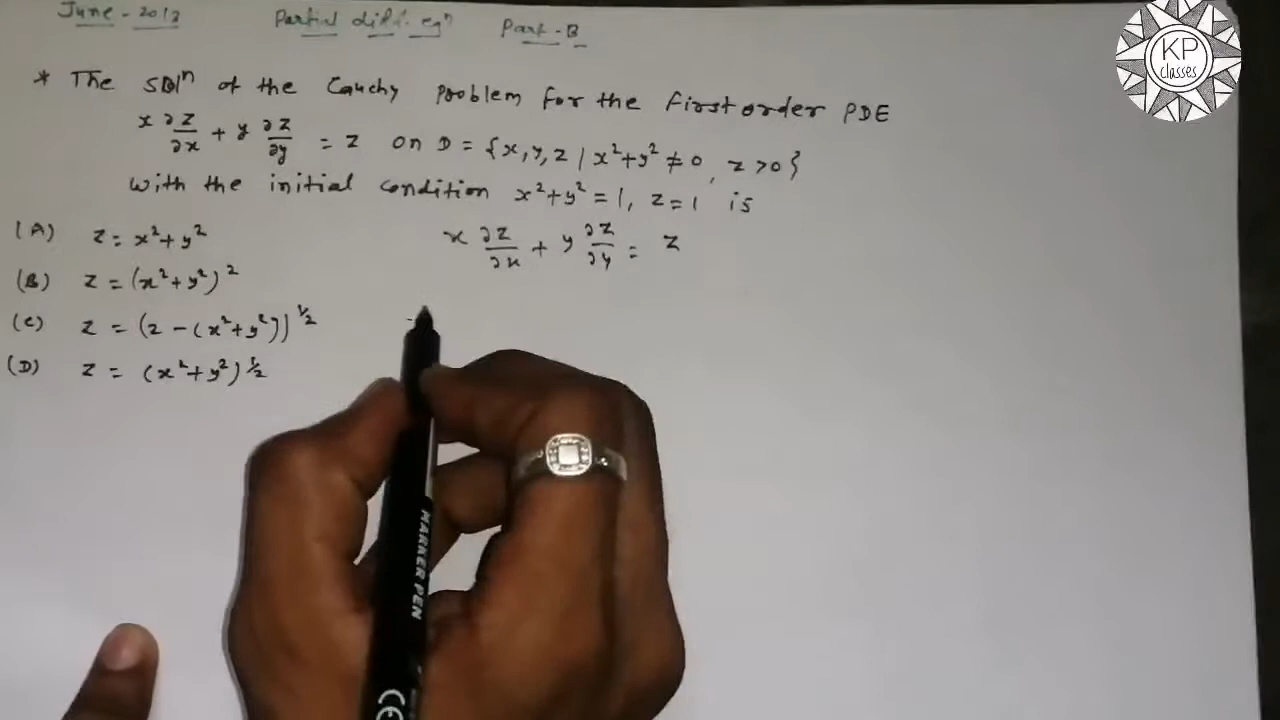 June - 2013 Partial diff. eqn Part - B
KP classes
* The Soln of the Cauchy Problem for the first order PDE
x ∂z/∂x + y ∂z/∂y = z on D = {x, y, z | x²+y² ≠ 0, z > 0}
with the initial condition x²+y² = 1, z = 1 is
(A) z = x²+y²
x ∂z/∂x + y ∂z/∂y = z
(B) z = (x²+y²)²
(C) z = (2 - (x²+y²))^1/2
(D) z = (x²+y²)^1/2
MARKER PEN
CE